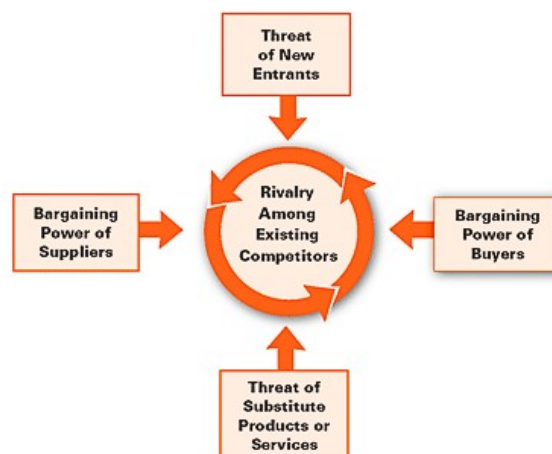 Threat
of New
Entrants
Bargaining
Power of
Suppliers
Rivalry
Among
Existing
Competitors
Bargaining
Power of
Buyers
Threat of
Substitute
Products or
Services